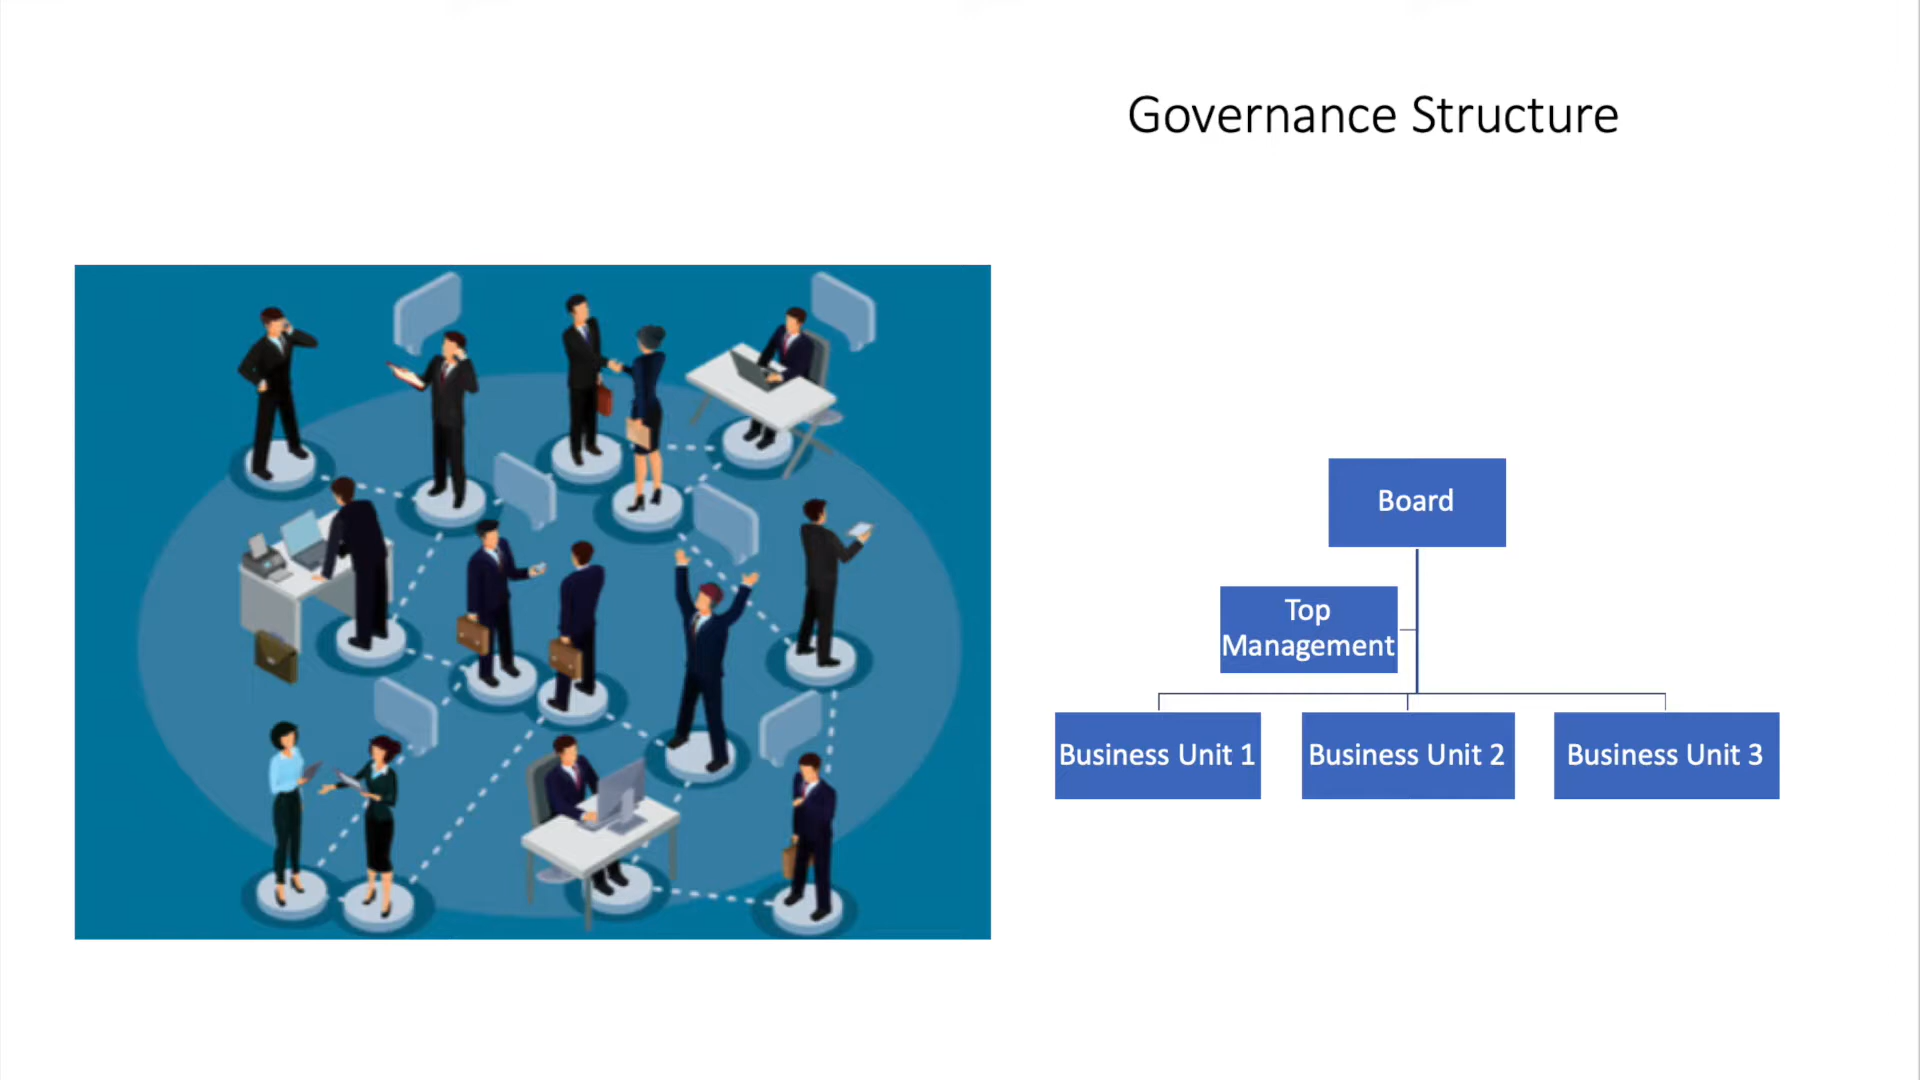 Governance Structure
Board
Top
Management
Business Unit 1
Business Unit 2
Business Unit 3